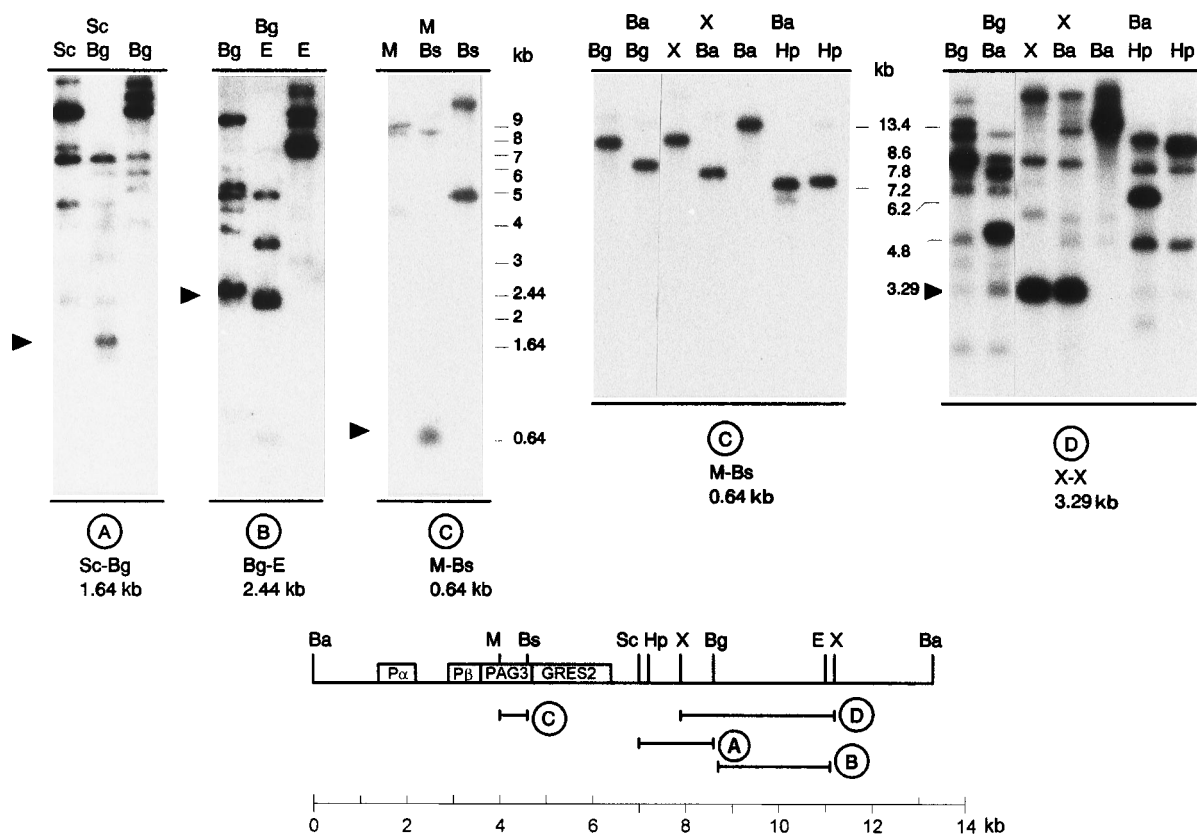 Sc
Sc Bg Bg
Bg
Bg E E
M
M Bs Bs
kb
9
8
7
6
5
4
3
2.44
2
1.64
0.64
Ba X Ba
Bg Bg X Ba Ba Hp Hp
kb
13.4
8.6
7.8
7.2
6.2
4.8
3.29
Bg X Ba
Bg Ba X Ba Ba Hp Hp
A
Sc-Bg
1.64 kb
B
Bg-E
2.44 kb
C
M-Bs
0.64 kb
C
M-Bs
0.64 kb
D
X-X
3.29 kb
Ba M Bs Sc Hp X Bg E X Ba
Pα Pβ PAG3 GRES2
C D
A
B
0 2 4 6 8 10 12 14 kb